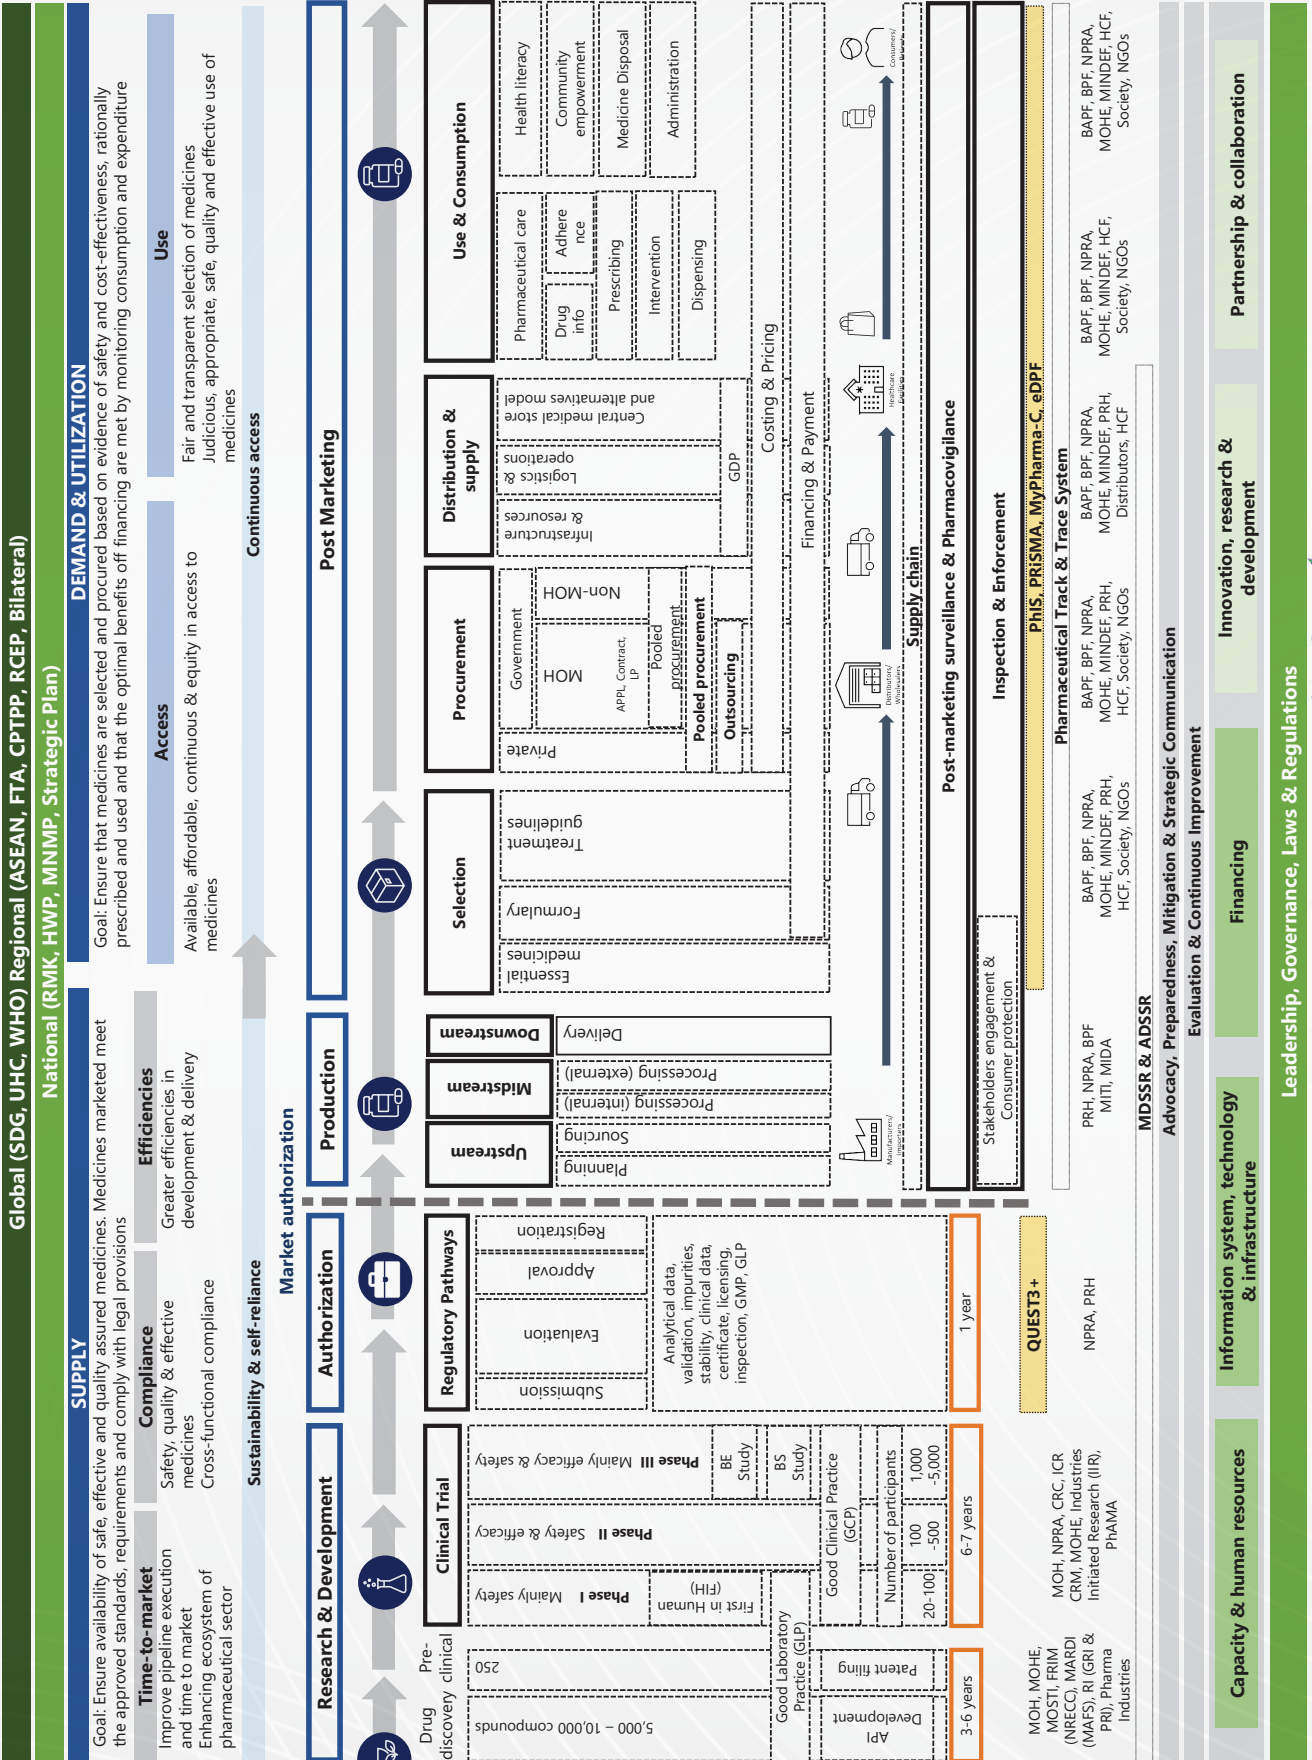 Global (SDG, UHC, WHO) Regional (ASEAN, FTA, CPTPP, RCEP, Bilateral)
National (RMK, HWP, MNMP, Strategic Plan)
SUPPLY
Goal: Ensure availability of safe, effective and quality assured medicines. Medicines marketed meet
the approved standards, requirements and comply with legal provisions
Time-to-market
Improve pipeline execution
and time to market
Enhancing ecosystem of
pharmaceutical sector
Compliance
Safety, quality & effective
medicines
Cross-functional compliance
Efficiencies
Greater efficiencies in
development & delivery
DEMAND & UTILIZATION
Goal: Ensure that medicines are selected and procured based on evidence of safety and cost-effectiveness, rationally
prescribed and used and that the optimal benefits off financing are met by monitoring consumption and expenditure
Access
Available, affordable, continuous & equity in access to
medicines
Use
Fair and transparent selection of medicines
Judicious, appropriate, safe, quality and effective use of
medicines
Sustainability & self-reliance
Continuous access
Market authorization
Research & Development
Authorization
Production
Post Marketing
Drug
discovery
Pre-
clinical
5,000 – 10,000 compounds
250
Good Laboratory
Practice (GLP)
API
Development
Patent filing
3-6 years
Clinical Trial
Phase I Mainly safety
First in Human
(FIH)
Phase II Safety & efficacy
Phase III Mainly efficacy & safety
BE
Study
BS
Study
Good Clinical Practice
(GCP)
Number of participants
20-100
100
-500
1,000
-5,000
6-7 years
Regulatory Pathways
Submission
Evaluation
Approval
Registration
Analytical data,
validation, impurities,
stability, clinical data,
certificate, licensing,
inspection, GMP, GLP
1 year
Upstream
Planning
Sourcing
Midstream
Processing (internal)
Processing (external)
Downstream
Delivery
Selection
Essential
medicines
Formulary
Treatment
guidelines
Procurement
Private
Government
MOH
APPL, Contract,
LP
Non-MOH
Pooled
procurement
Pooled procurement
Outsourcing
Distribution &
supply
Infrastructure
& resources
Logistics &
operations
Central medical store
and alternatives model
GDP
Use & Consumption
Pharmaceutical care
Drug
info
Adhere
nce
Prescribing
Intervention
Dispensing
Health literacy
Community
empowerment
Medicine Disposal
Administration
Costing & Pricing
Financing & Payment
Manufacturers/
Importers
Distributors/
Wholesalers
Healthcare
Facilities
Consumers/
Supply chain
Post-marketing surveillance & Pharmacovigilance
Inspection & Enforcement
Stakeholders engagement &
Consumer protection
QUEST3+
PhIS, PRiSMA, MyPharma-C, eDPF
Pharmaceutical Track & Trace System
MOH, MOHE,
MOSTI, FRIM
(NRECC), MARDI
(MAFS), RI (GRI &
PRI), Pharma
Industries
MOH, NPRA, CRC, ICR
CRM, MOHE, Industries
Initiated Research (IIR),
PhAMA
NPRA, PRH
PRH, NPRA, BPF
MITI, MIDA
BAPF, BPF, NPRA,
MOHE, MINDEF, PRH,
HCF, Society, NGOs
BAPF, BPF, NPRA,
MOHE, MINDEF, PRH,
HCF, Society, NGOs
BAPF, BPF, NPRA,
MOHE, MINDEF, PRH,
Distributors, HCF
BAPF, BPF, NPRA,
MOHE, MINDEF, HCF,
Society, NGOs
BAPF, BPF, NPRA,
MOHE, MINDEF, HCF,
Society, NGOs
MDSSR & ADSSR
Advocacy, Preparedness, Mitigation & Strategic Communication
Evaluation & Continuous Improvement
Capacity & human resources
Information system, technology
& infrastructure
Financing
Innovation, research &
development
Partnership & collaboration
Leadership, Governance, Laws & Regulations